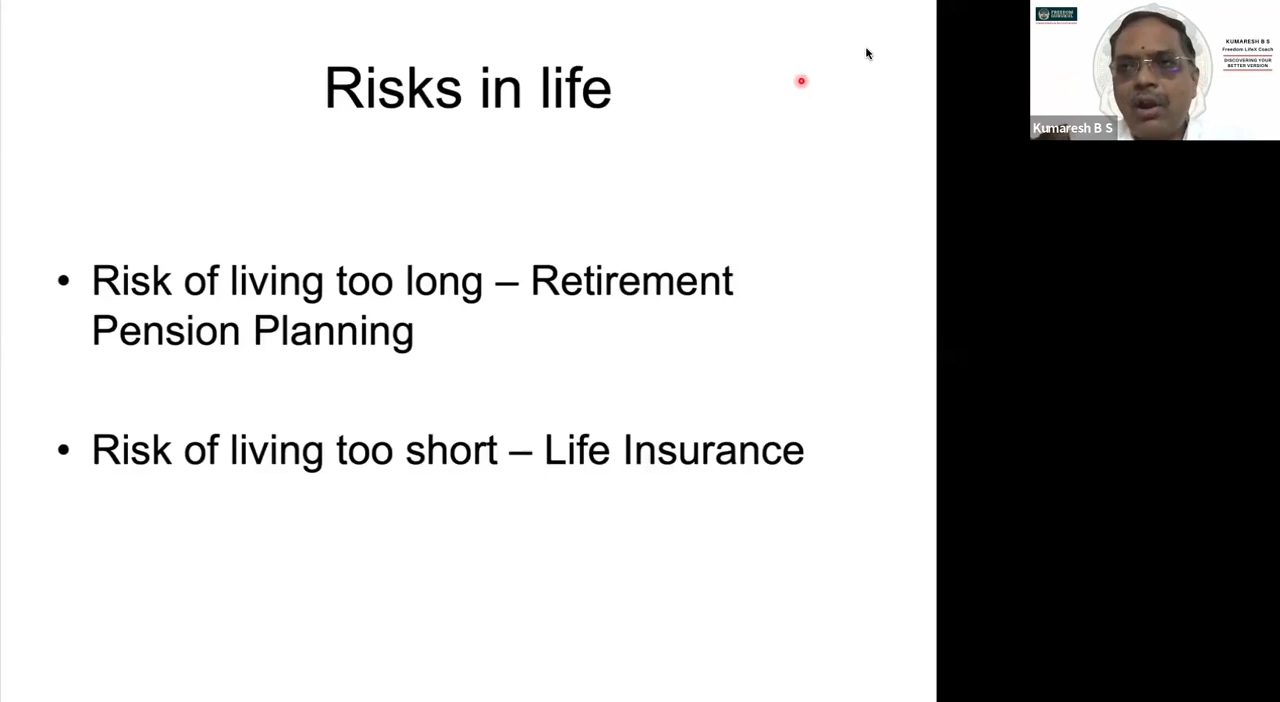 Risks in life
• Risk of living too long – Retirement
Pension Planning
• Risk of living too short – Life Insurance
FREEDOM
KUMARESH B S
Freedom LifeX Coach
DISCOVERING YOUR
BETTER VERSION
Kumaresh B S